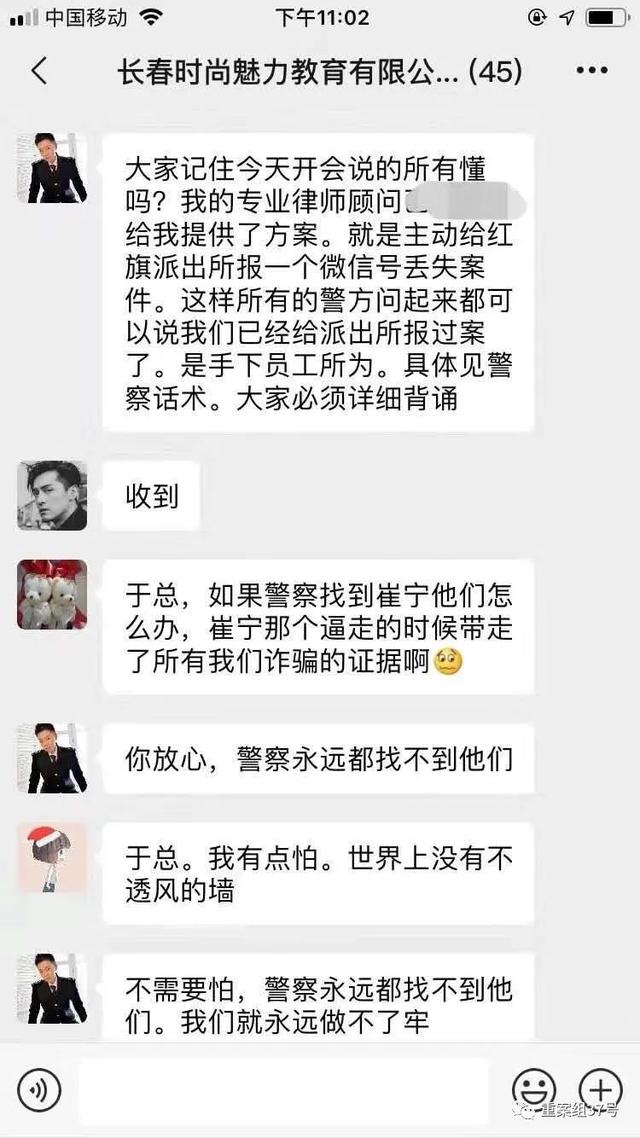 中国移动
下午11:02
长春时尚魅力教育有限公... (45)
大家记住今天开会说的所有懂
吗？我的专业律师顾问
给我提供了方案。就是主动给红
旗派出所报一个微信号丢失案
件。这样所有的警方问起来都可
以说我们已经给派出所报过案
了。是手下员工所为。具体见警
察话术。大家必须详细背诵
收到
于总，如果警察找到崔宁他们怎
么办，崔宁那个逼走的时候带走
了所有我们诈骗的证据啊
你放心，警察永远都找不到他们
于总。我有点怕。世界上没有不
透风的墙
不需要怕，警察永远都找不到他
们。我们就永远做不了牢
重案组37号